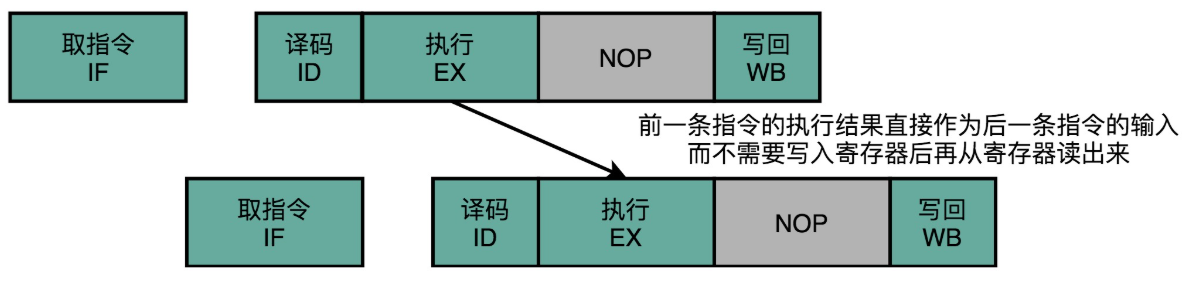 取指令
IF
译码
ID
执行
EX
NOP
写回
WB
前一条指令的执行结果直接作为后一条指令的输入
而不需要写入寄存器后再从寄存器读出来
取指令
IF
译码
ID
执行
EX
NOP
写回
WB